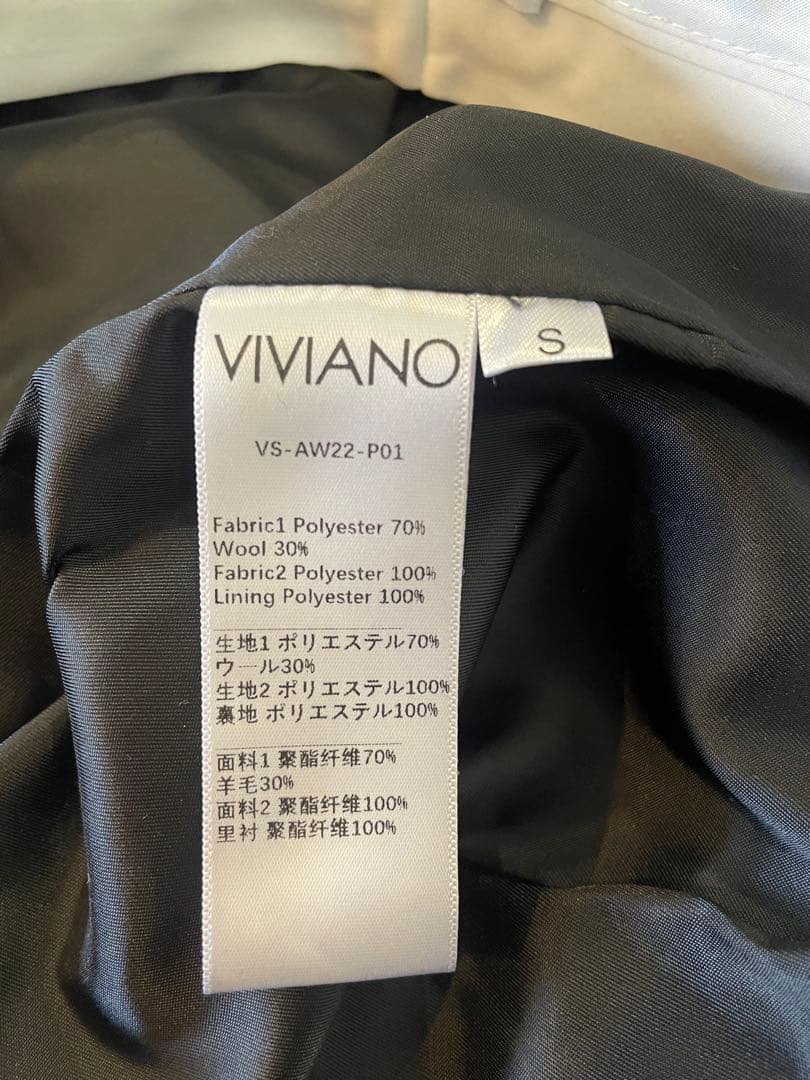 VIVIANO
S
VS-AW22-P01
Fabric1 Polyester 70%
Wool 30%
Fabric2 Polyester 100%
Lining Polyester 100%
生地1 ポリエステル70%
ウール30%
生地2 ポリエステル100%
裏地 ポリエステル100%
面料1 聚酯纤维70%
羊毛30%
面料2 聚酯纤维100%
里衬 聚酯纤维100%